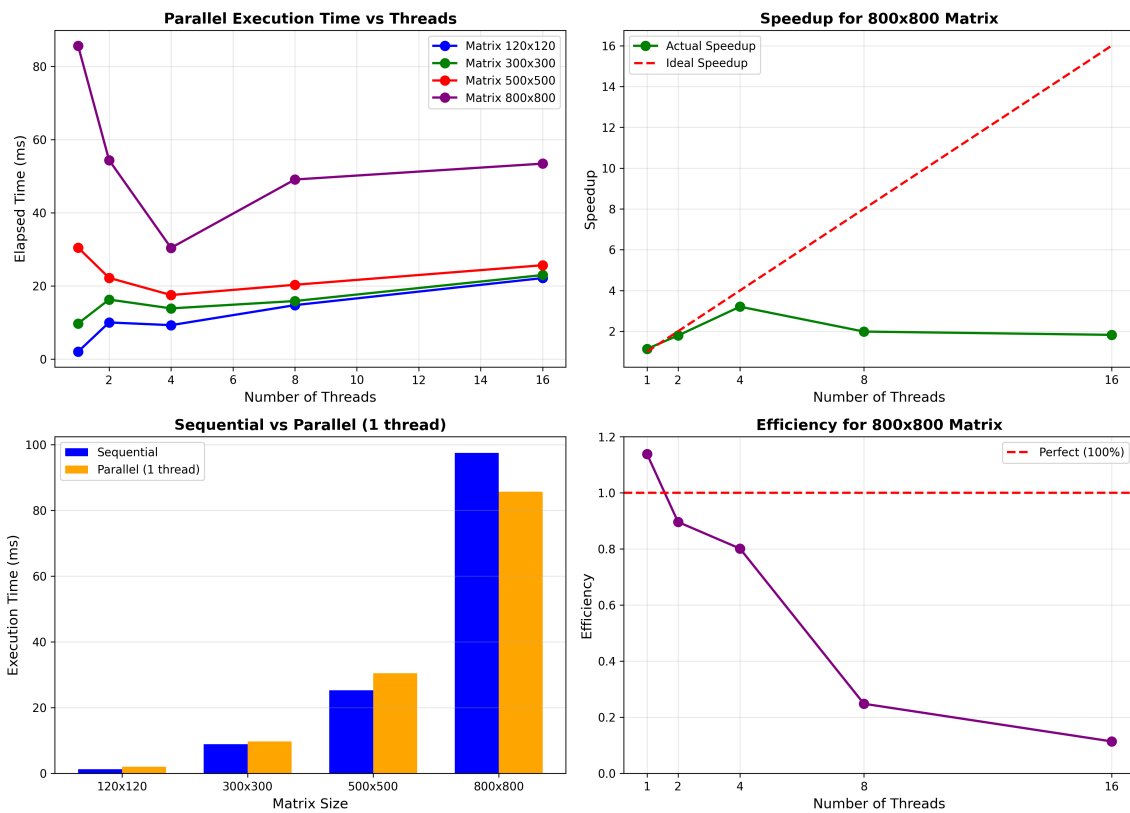 Parallel Execution Time vs Threads
Elapsed Time (ms)
80
60
40
20
0
Matrix 120x120
Matrix 300x300
Matrix 500x500
Matrix 800x800
2 4 6 8 10 12 14 16
Number of Threads
Speedup for 800x800 Matrix
Speedup
16
14
12
10
8
6
4
2
Actual Speedup
Ideal Speedup
1 2 4 8 16
Number of Threads
Sequential vs Parallel (1 thread)
Execution Time (ms)
100
80
60
40
20
0
Sequential
Parallel (1 thread)
120x120 300x300 500x500 800x800
Matrix Size
Efficiency for 800x800 Matrix
Efficiency
1.2
1.0
0.8
0.6
0.4
0.2
0.0
Perfect (100%)
1 2 4 8 16
Number of Threads